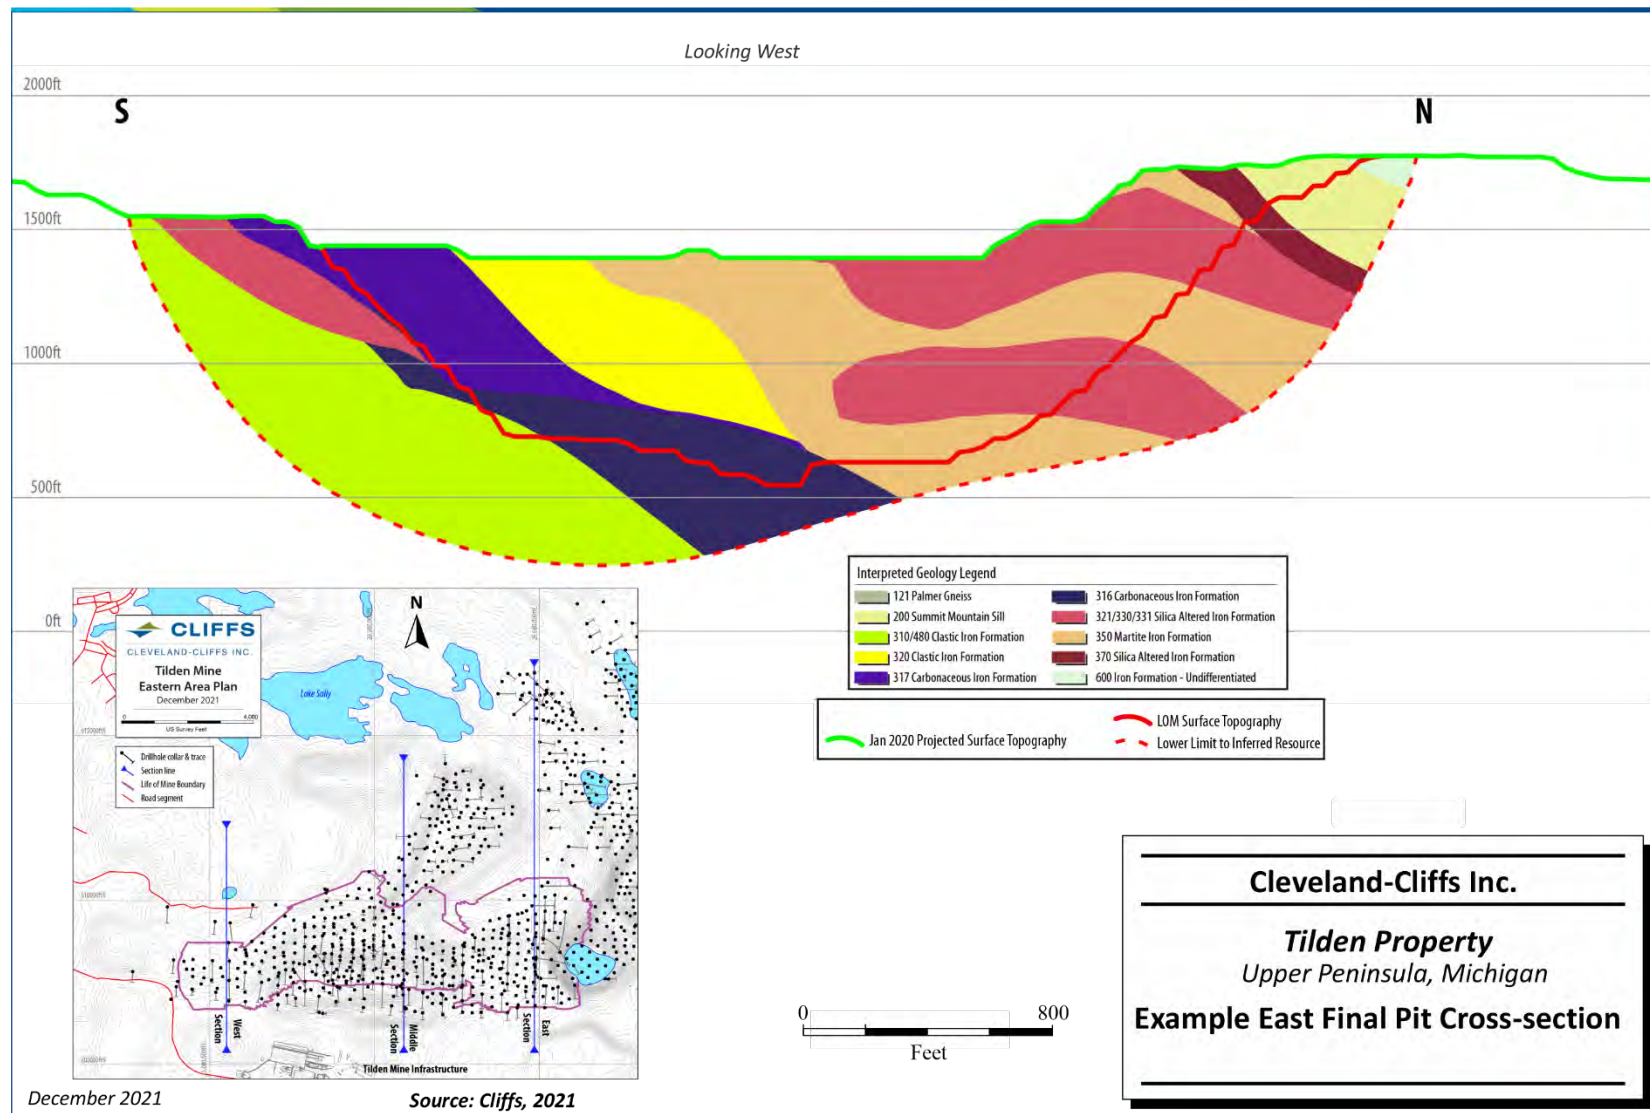 Looking West
2000ft
S
N
1500ft
1000ft
500ft
0ft
Interpreted Geology Legend
121 Palmer Gneiss
200 Summit Mountain Sill
310/480 Clastic Iron Formation
320 Clastic Iron Formation
317 Carbonaceous Iron Formation
316 Carbonaceous Iron Formation
321/330/331 Silica Altered Iron Formation
350 Martite Iron Formation
370 Silica Altered Iron Formation
600 Iron Formation - Undifferentiated
Jan 2020 Projected Surface Topography
LOM Surface Topography
Lower Limit to Inferred Resource
CLIFFS
CLEVELAND-CLIFFS INC.
Tilden Mine
Eastern Area Plan
December 2021
0 4,000
US Survey Feet
Drillhole collar & trace
Section line
Life of Mine Boundary
Road segment
N
Lake Sally
West
Section
Middle
Section
East
Section
Tilden Mine Infrastructure
0 800
Feet
Cleveland-Cliffs Inc.
Tilden Property
Upper Peninsula, Michigan
Example East Final Pit Cross-section
December 2021
Source: Cliffs, 2021